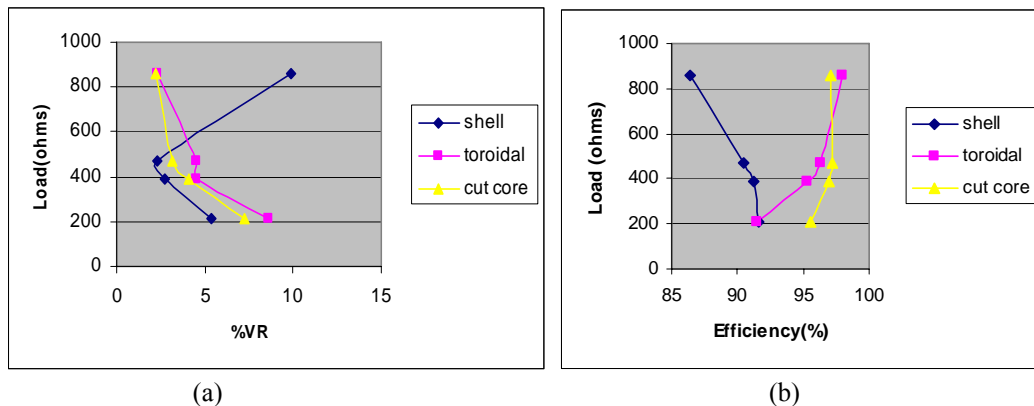 1000
800
600
400
200
0
Load(ohms)
0 5 10 15
%VR
shell
toroidal
cut core
(a)
1000
800
600
400
200
0
Load (ohms)
85 90 95 100
Efficiency(%)
shell
toroidal
cut core
(b)